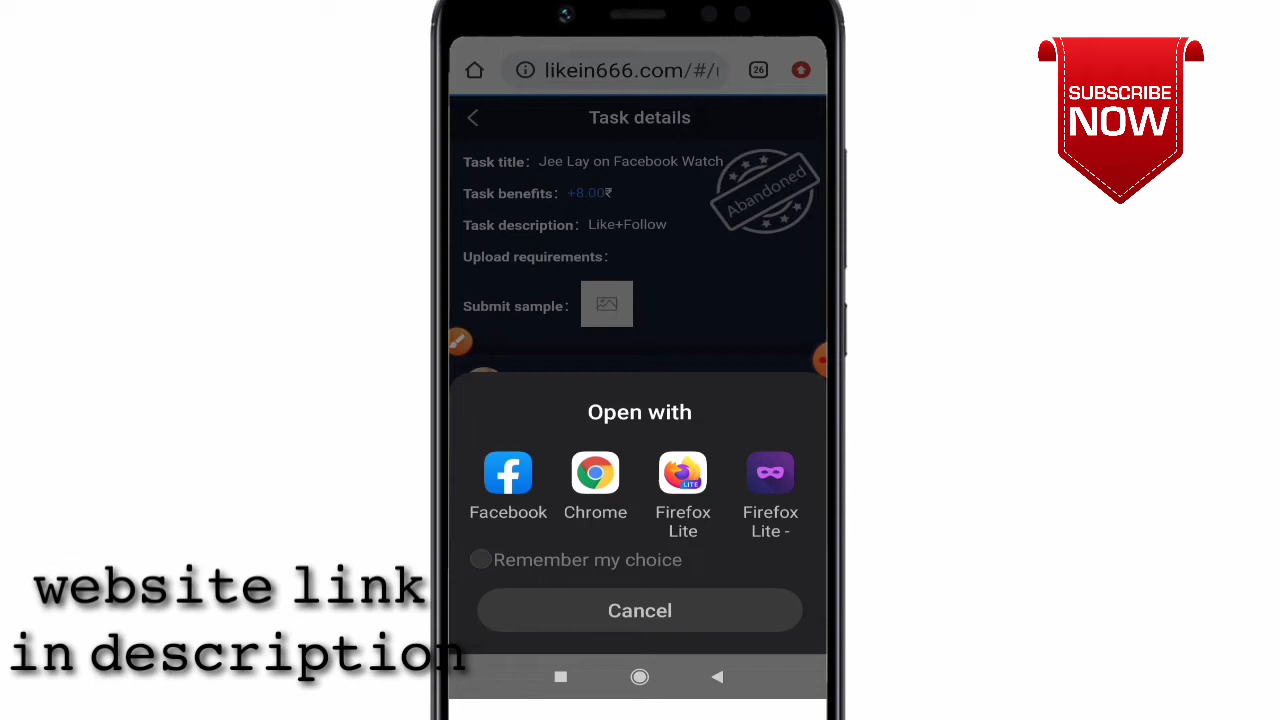 likein666.com/#/
26
Task details
Task title: Jee Lay on Facebook Watch
Abandoned
Task benefits: +8.00₹
Task description: Like+Follow
Upload requirements:
Submit sample:
Open with
Facebook
Chrome
Firefox
Lite
Firefox
Lite -
LITE
Remember my choice
Cancel
SUBSCRIBE
NOW
website link
in description